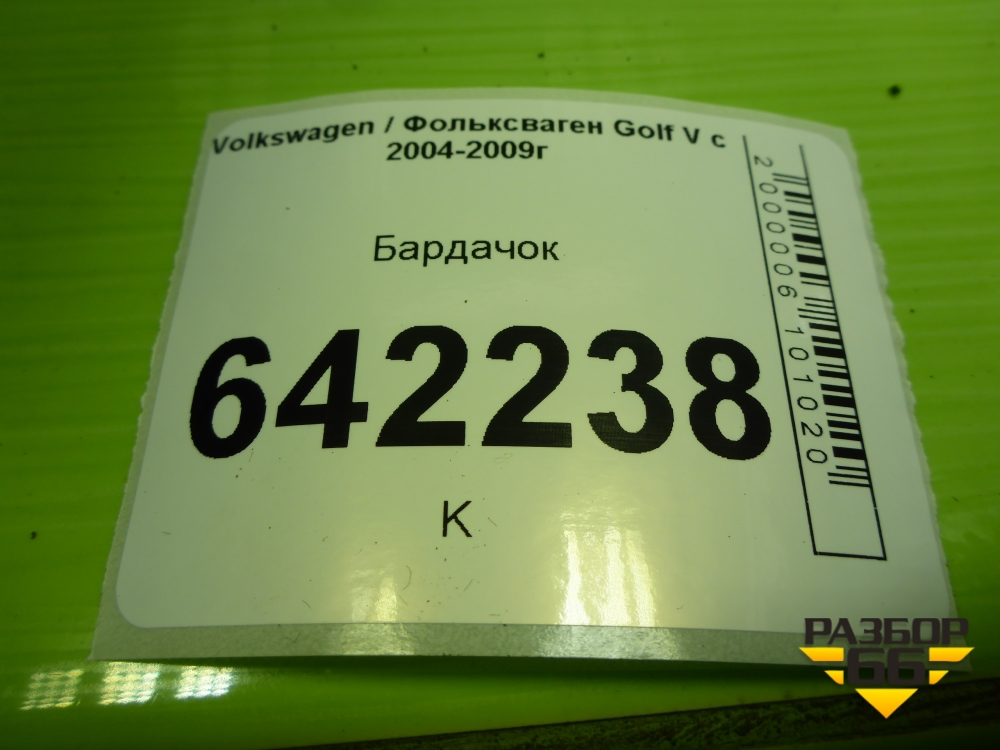 Volkswagen / Фольксваген Golf V с
2004-2009г
Бардачок
642238
К
2000006101020
РАЗБОР
66